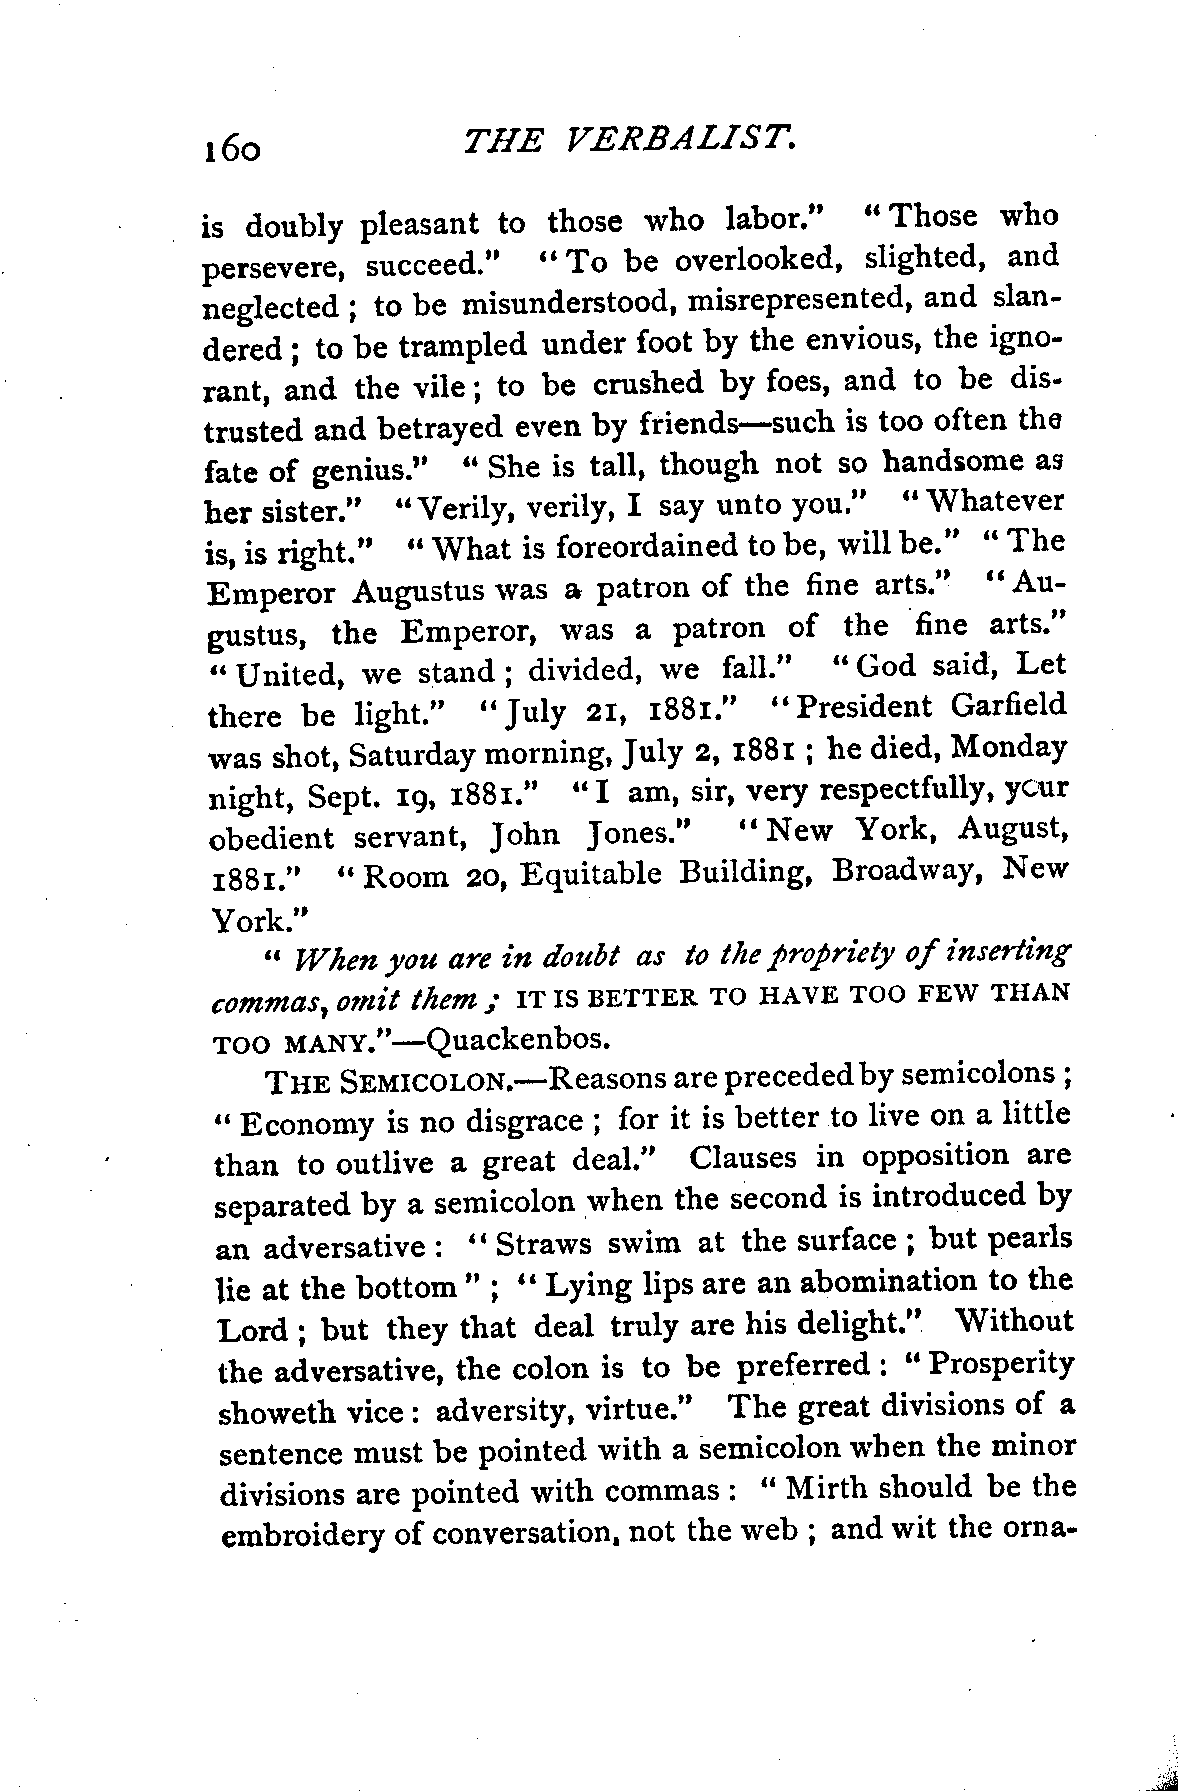 160 THE VERBALIST.
is doubly pleasant to those who labor." "Those who
persevere, succeed." "To be overlooked, slighted, and
neglected ; to be misunderstood, misrepresented, and slan-
dered ; to be trampled under foot by the envious, the igno-
rant, and the vile ; to be crushed by foes, and to be dis-
trusted and betrayed even by friends—such is too often the
fate of genius." "She is tall, though not so handsome as
her sister." "Verily, verily, I say unto you." "Whatever
is, is right." "What is foreordained to be, will be." "The
Emperor Augustus was a patron of the fine arts." "Au-
gustus, the Emperor, was a patron of the fine arts."
"United, we stand ; divided, we fall." "God said, Let
there be light." "July 21, 1881." "President Garfield
was shot, Saturday morning, July 2, 1881 ; he died, Monday
night, Sept. 19, 1881." "I am, sir, very respectfully, your
obedient servant, John Jones." "New York, August,
1881." "Room 20, Equitable Building, Broadway, New
York."
"When you are in doubt as to the propriety of inserting
commas, omit them ; IT IS BETTER TO HAVE TOO FEW THAN
TOO MANY."—Quackenbos.
THE SEMICOLON.—Reasons are preceded by semicolons ;
"Economy is no disgrace ; for it is better to live on a little
than to outlive a great deal." Clauses in opposition are
separated by a semicolon when the second is introduced by
an adversative : "Straws swim at the surface ; but pearls
lie at the bottom" ; "Lying lips are an abomination to the
Lord ; but they that deal truly are his delight." Without
the adversative, the colon is to be preferred : "Prosperity
showeth vice : adversity, virtue." The great divisions of a
sentence must be pointed with a semicolon when the minor
divisions are pointed with commas : "Mirth should be the
embroidery of conversation, not the web ; and wit the orna-